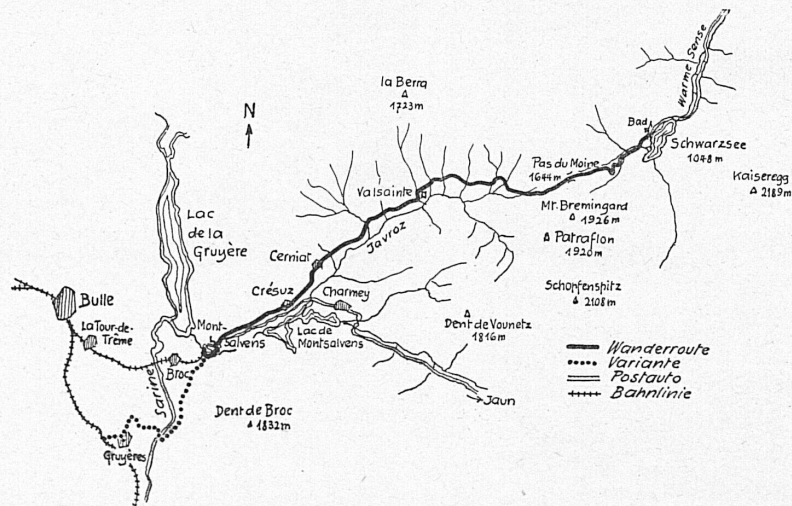 la Berra
1723m
N
Warme Sense
Bad
Schwarzsee
1048m
Kaiseregg
2189m
Pas du Moine
1644m
Valsainte
Mt. Bremingard
1926m
Patraflon
1920m
Javroz
Lac
de la
Gruyère
Cerniat
Schopfenspitz
2108m
Crésuz
Charmey
Bulle
La Tour-de-
Trême
Mont-
salvens
Lac de
Montsalvens
Dent de Vounetz
1816m
Broc
Sarine
Wanderroute
Variante
Postauto
Bahnlinie
Jaun
Dent de Broc
1832m
Gruyères